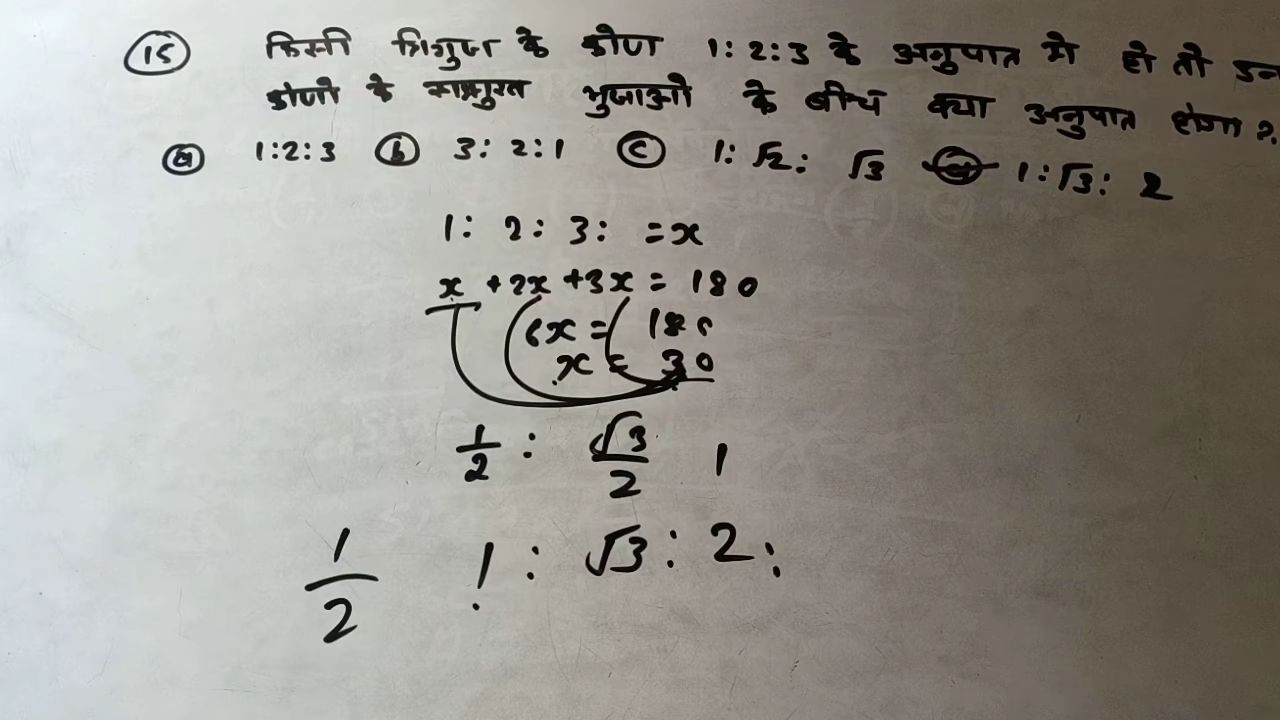 (15) किसी त्रिभुज के कोण 1:2:3 के अनुपात मे हो तो उन
कोणो के सम्मुख भुजाओ के बीच क्या अनुपात होगा?
(a) 1:2:3 (b) 3:2:1 (c) 1:√2:√3 (d) 1:√3:2
1:2:3: =x
x+2x+3x=180
6x=180
x=30
1/2 : √3/2 1
1/2 1:√3:2: